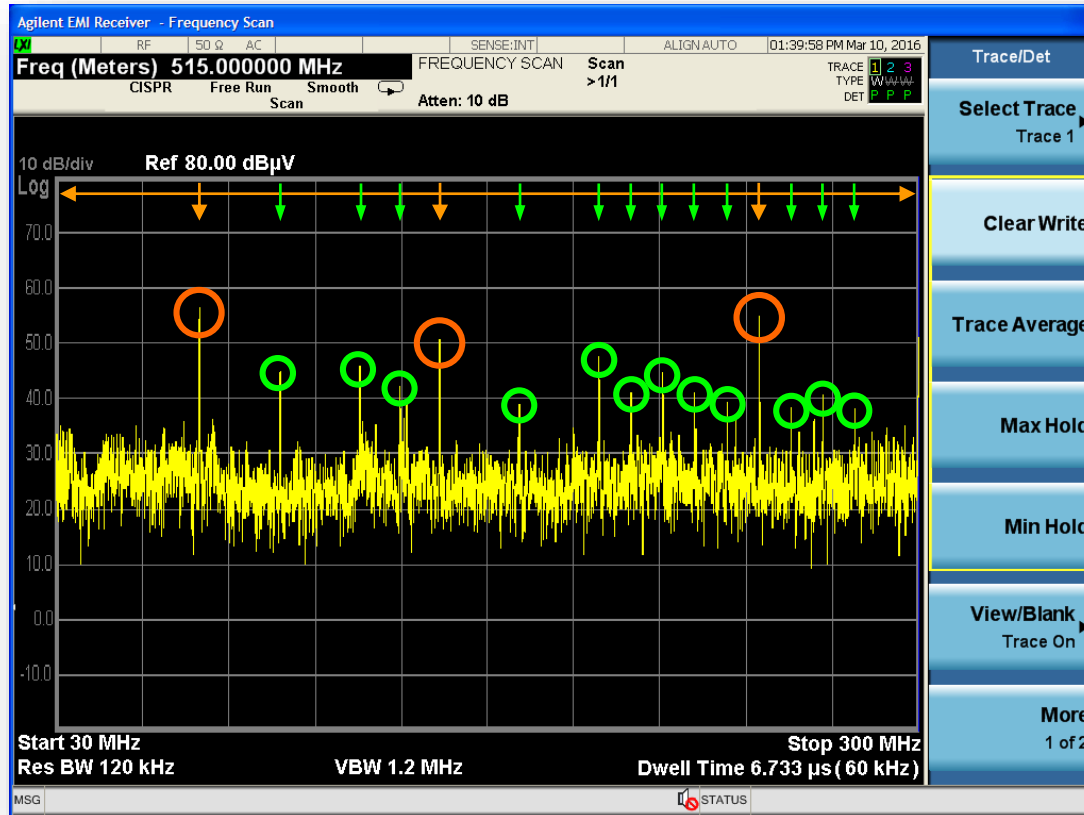 Agilent EMI Receiver - Frequency Scan
LXI RF 50 Ω AC SENSE:INT ALIGN AUTO 01:39:58 PM Mar 10, 2016
Freq (Meters) 515.000000 MHz FREQUENCY SCAN Scan TRACE 1 2 3
CISPR Free Run Smooth >1/1 TYPE W W W
Scan Atten: 10 dB DET P P P
10 dB/div Ref 80.00 dBµV
Log
70.0
60.0
50.0
40.0
30.0
20.0
10.0
0.0
-10.0
Start 30 MHz Stop 300 MHz
Res BW 120 kHz VBW 1.2 MHz Dwell Time 6.733 µs (60 kHz)
MSG STATUS
Trace/Det
Select Trace
Trace 1
Clear Write
Trace Average
Max Hold
Min Hold
View/Blank
Trace On
More
1 of 2